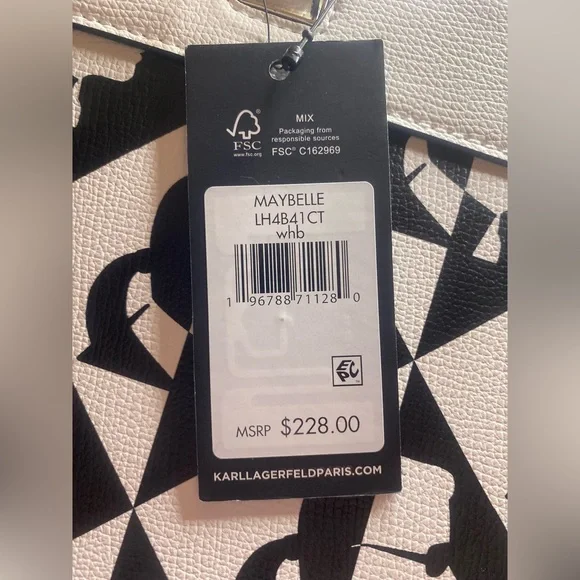 MIX
Packaging from
responsible sources
FSC® C162969
FSC
www.fsc.org
MAYBELLE
LH4B41CT
whb
1 96788 71128 0
EPC
MSRP $228.00
KARLLAGERFELDPARIS.COM